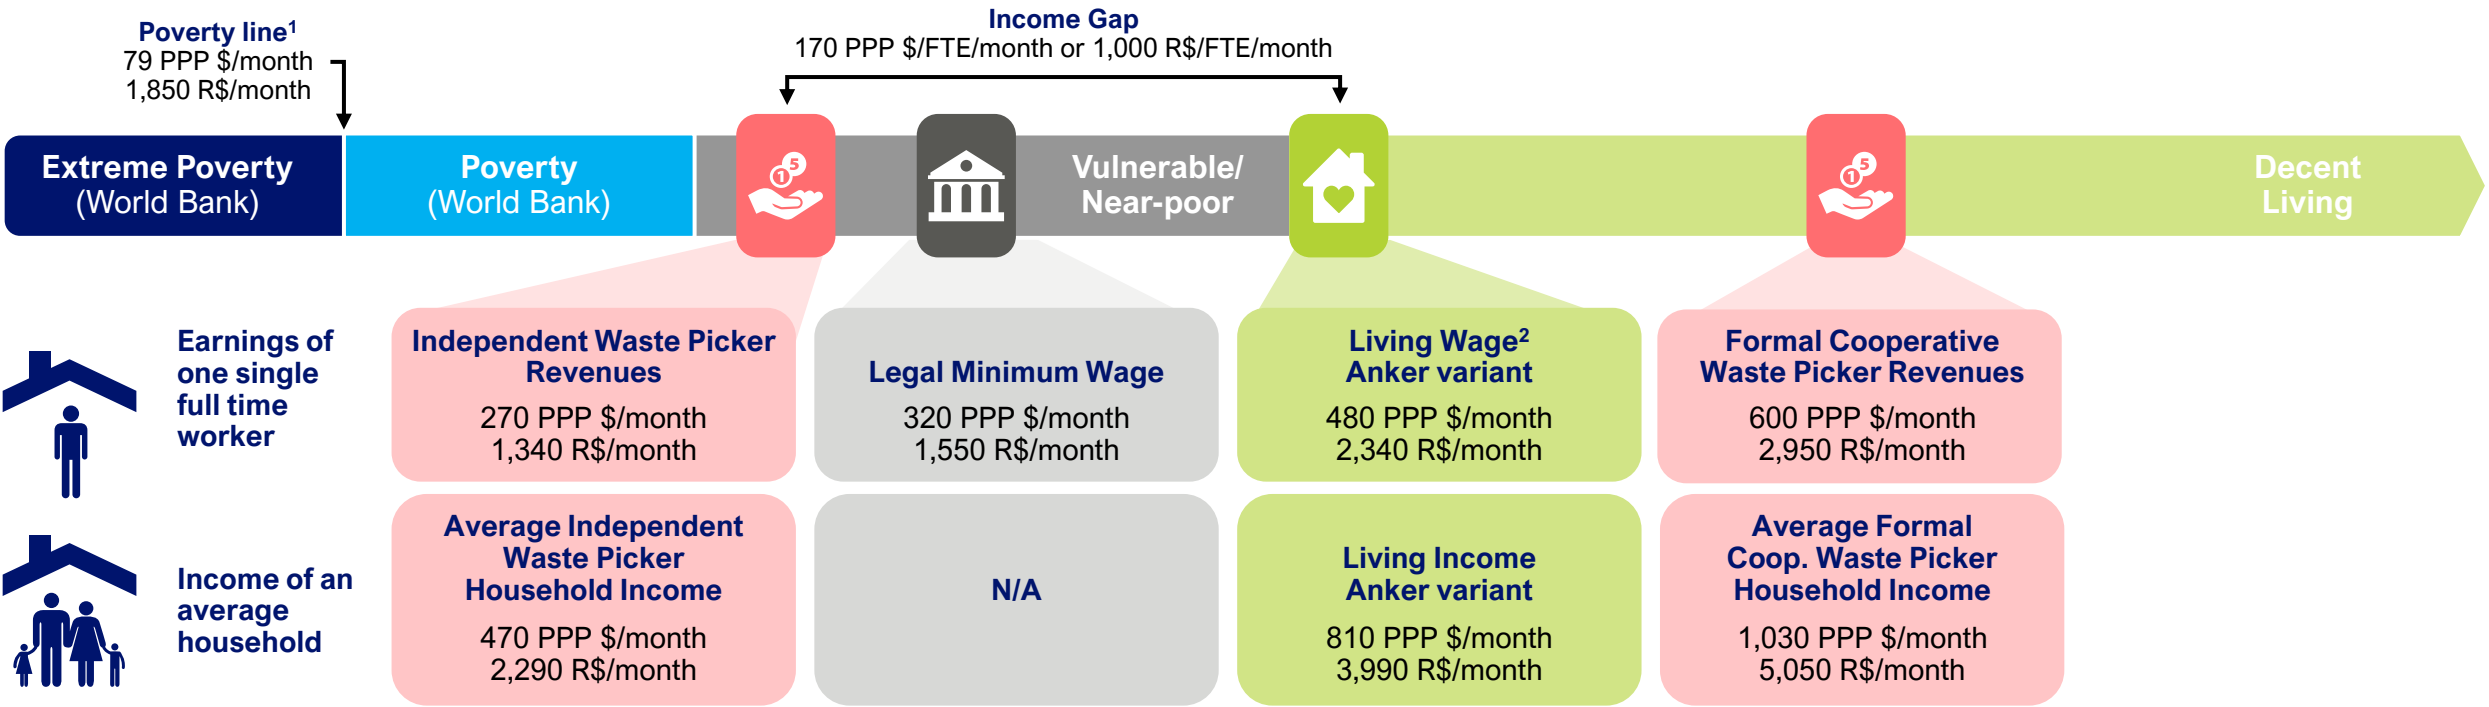 Poverty line¹
79 PPP $/month
1,850 R$/month
Income Gap
170 PPP $/FTE/month or 1,000 R$/FTE/month
Extreme Poverty
(World Bank)
Poverty
(World Bank)
1 5
Vulnerable/
Near-poor
1 5
Decent
Living
Earnings of
one single
full time
worker
Independent Waste Picker
Revenues
270 PPP $/month
1,340 R$/month
Legal Minimum Wage
320 PPP $/month
1,550 R$/month
Living Wage²
Anker variant
480 PPP $/month
2,340 R$/month
Formal Cooperative
Waste Picker Revenues
600 PPP $/month
2,950 R$/month
Income of an
average
household
Average Independent
Waste Picker
Household Income
470 PPP $/month
2,290 R$/month
N/A
Living Income
Anker variant
810 PPP $/month
3,990 R$/month
Average Formal
Coop. Waste Picker
Household Income
1,030 PPP $/month
5,050 R$/month